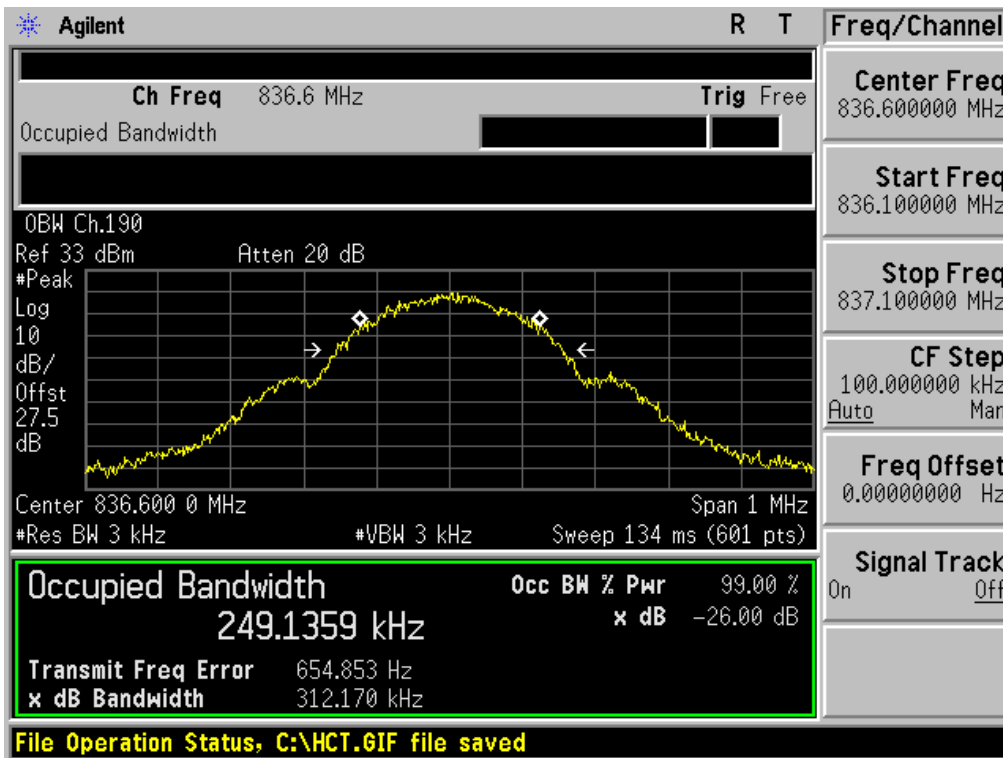 Agilent R T
Ch Freq 836.6 MHz Trig Free
Occupied Bandwidth
OBW Ch.190
Ref 33 dBm Atten 20 dB
#Peak
Log
10
dB/
Offst
27.5
dB
Center 836.600 0 MHz Span 1 MHz
#Res BW 3 kHz #VBW 3 kHz Sweep 134 ms (601 pts)
Occupied Bandwidth Occ BW % Pwr 99.00 %
249.1359 kHz x dB -26.00 dB
Transmit Freq Error 654.853 Hz
x dB Bandwidth 312.170 kHz
File Operation Status, C:\HCT.GIF file saved
Freq/Channel
Center Freq
836.600000 MHz
Start Freq
836.100000 MHz
Stop Freq
837.100000 MHz
CF Step
100.000000 kHz
Auto Man
Freq Offset
0.00000000 Hz
Signal Track
On Off